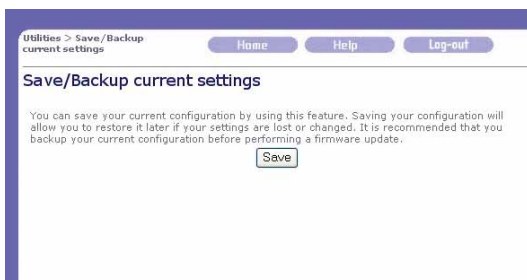 Utilities > Save/Backup
current settings
Home
Help
Log-out
Save/Backup current settings
You can save your current configuration by using this feature. Saving your configuration will
allow you to restore it later if your settings are lost or changed. It is recommended that you
backup your current configuration before performing a firmware update.
Save